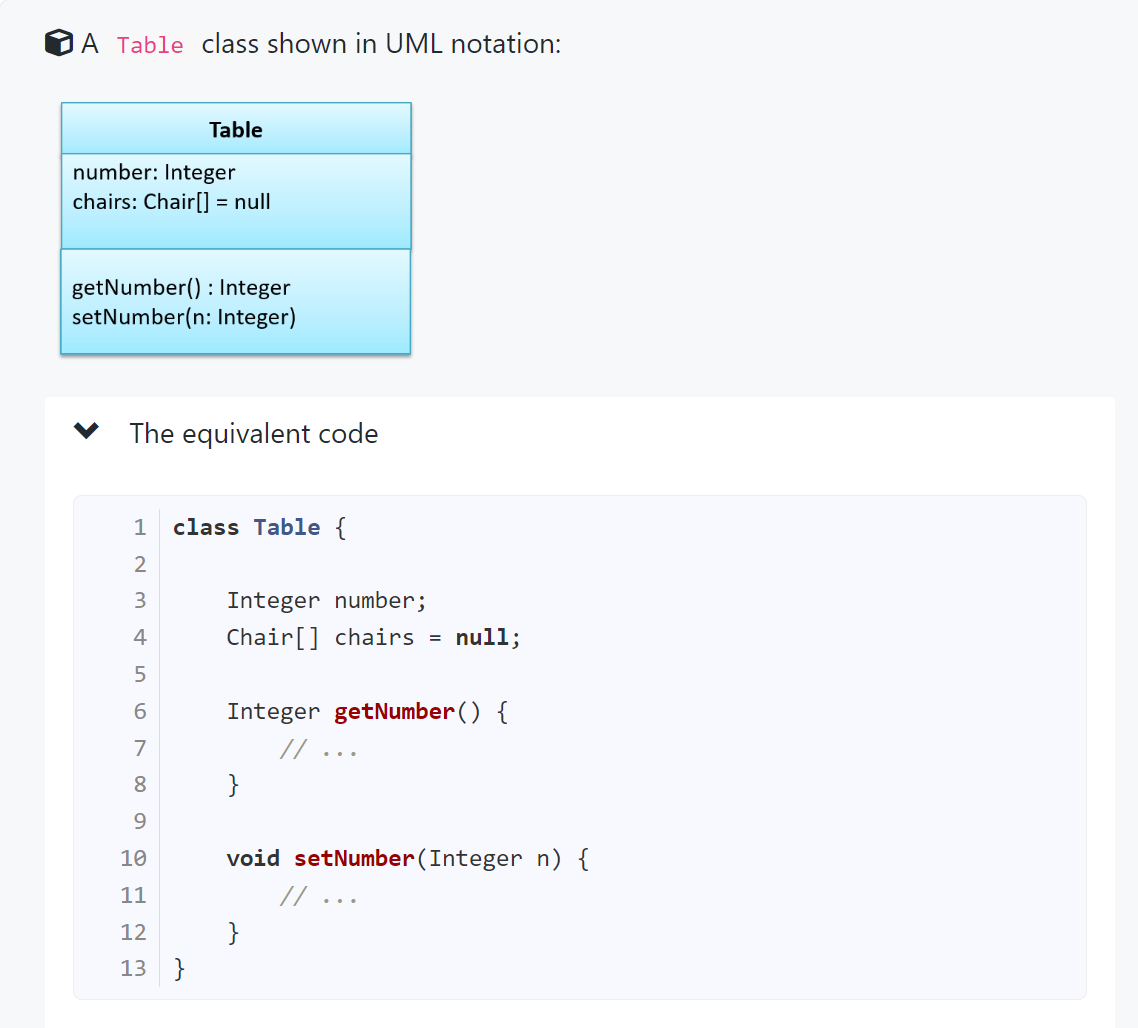 A Table class shown in UML notation:
Table
number: Integer
chairs: Chair[] = null
getNumber() : Integer
setNumber(n: Integer)
The equivalent code
1 class Table {
2
3     Integer number;
4     Chair[] chairs = null;
5
6     Integer getNumber() {
7         // ...
8     }
9
10     void setNumber(Integer n) {
11         // ...
12     }
13 }